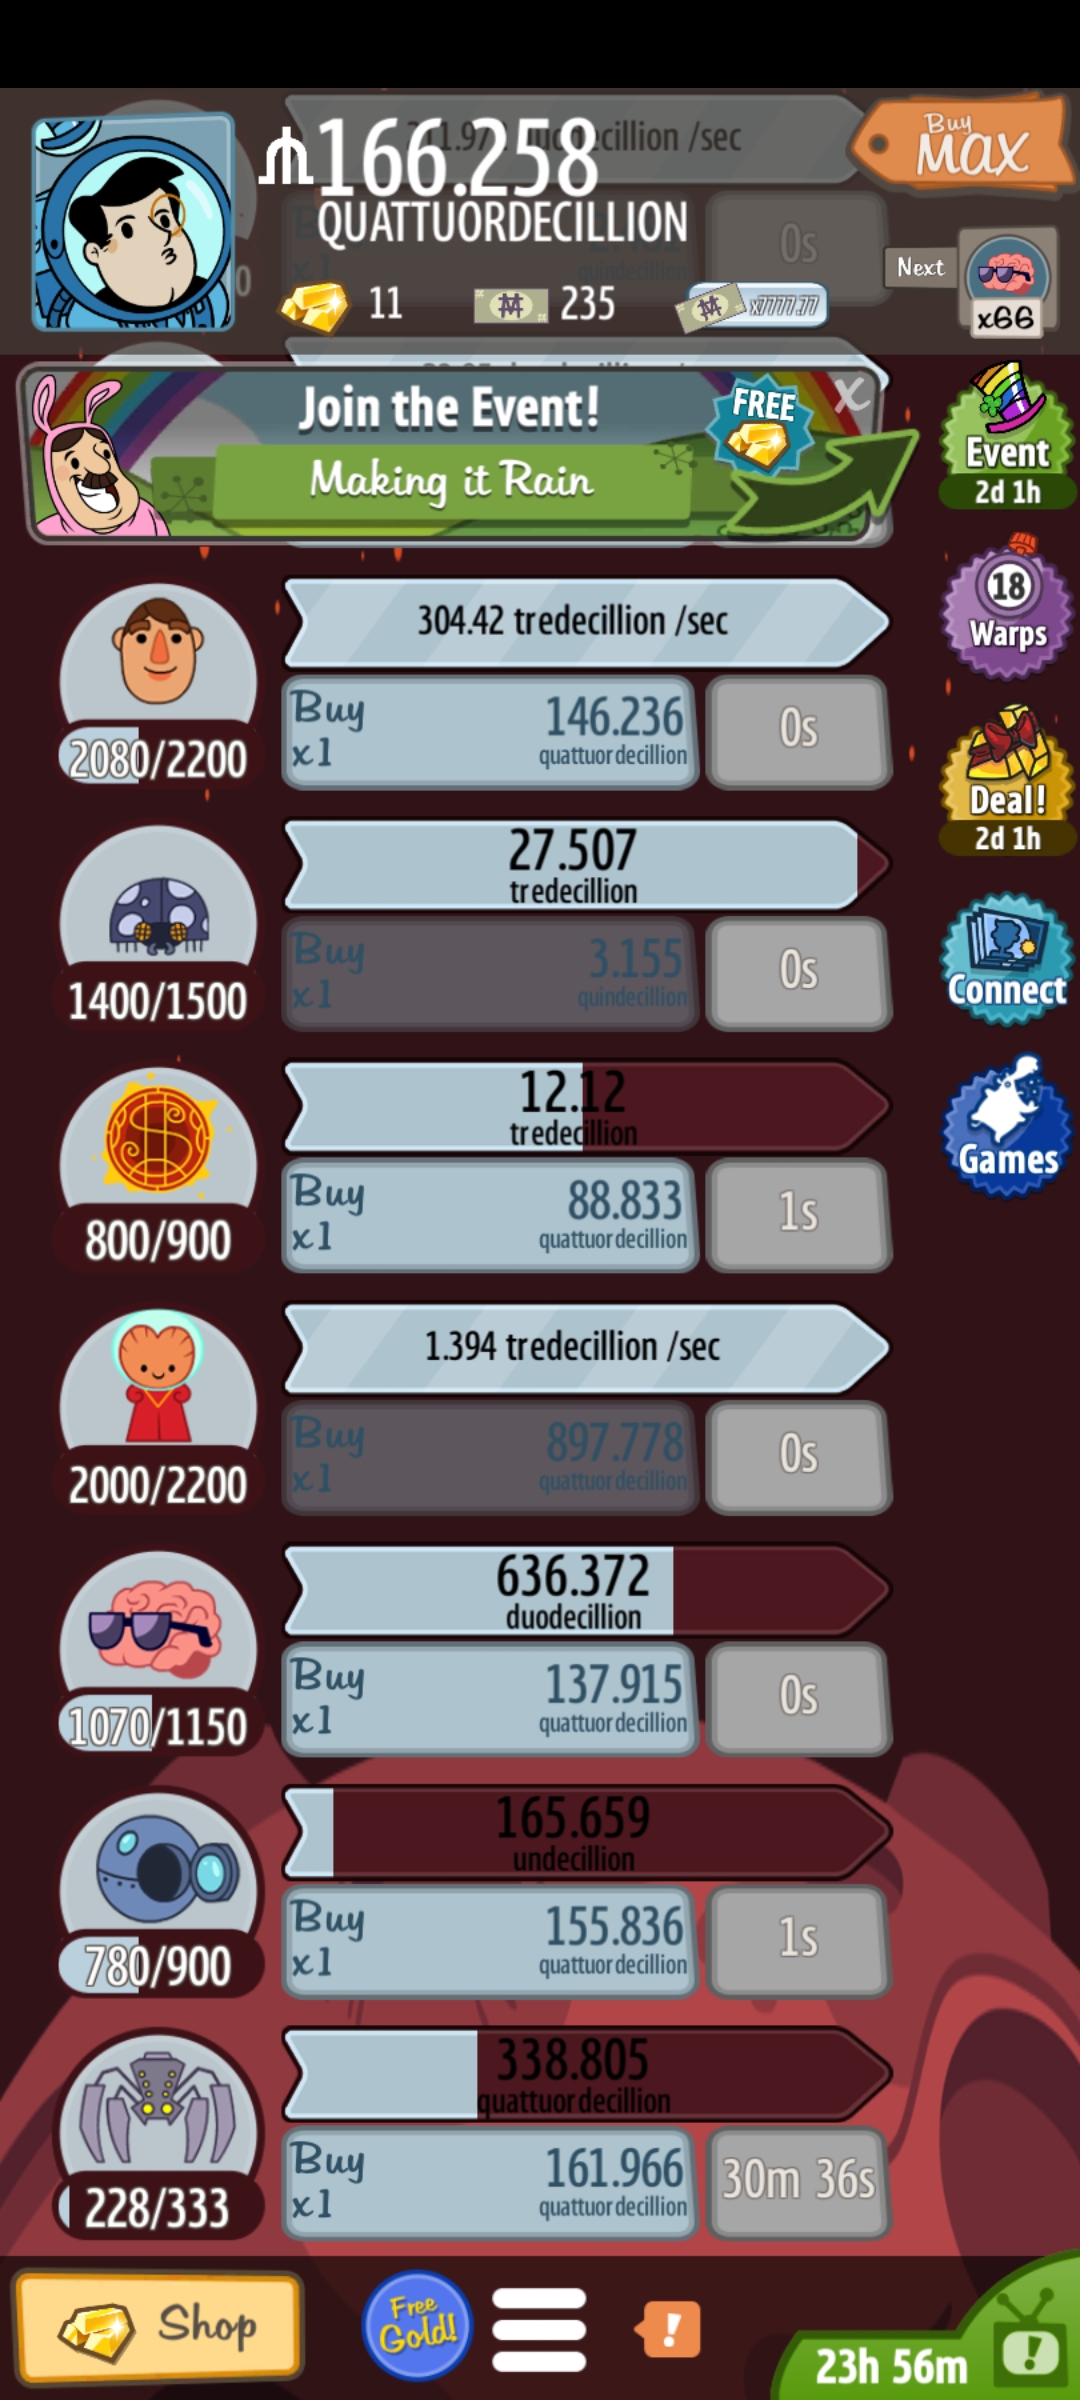 166.258
QUATTUORDECILLION
Buy
MAX
11
235
x7777.77
0s
Next
x66
Join the Event!
Making it Rain
FREE
X
Event
2d 1h
304.42 tredecillion /sec
Buy
x1
146.236
quattuordecillion
0s
2080/2200
18
Warps
27.507
tredecillion
Buy
x1
3.155
quindecillion
0s
1400/1500
Deal!
2d 1h
Connect
12.12
tredecillion
Buy
x1
88.833
quattuordecillion
1s
800/900
Games
1.394 tredecillion /sec
Buy
x1
897.778
quattuordecillion
0s
2000/2200
636.372
duodecillion
Buy
x1
137.915
quattuordecillion
0s
1070/1150
165.659
undecillion
Buy
x1
155.836
quattuordecillion
1s
780/900
338.805
quattuordecillion
Buy
x1
161.966
quattuordecillion
30m 36s
228/333
Shop
Free
Gold!
!
23h 56m
!